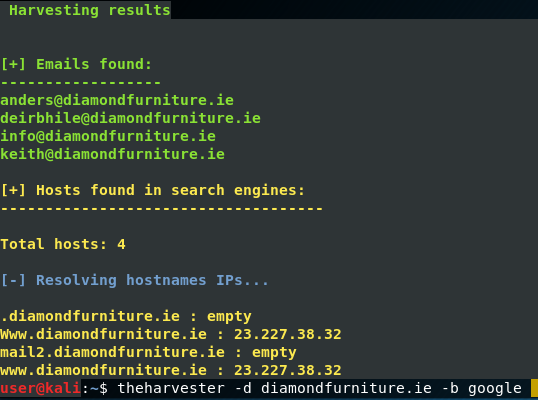 Harvesting results
[+] Emails found:
------------------
anders@diamondfurniture.ie
deirbhile@diamondfurniture.ie
info@diamondfurniture.ie
keith@diamondfurniture.ie
[+] Hosts found in search engines:
------------------------------------
Total hosts: 4
[-] Resolving hostnames IPs...
.diamondfurniture.ie : empty
Www.diamondfurniture.ie : 23.227.38.32
mail2.diamondfurniture.ie : empty
www.diamondfurniture.ie : 23.227.38.32
user@kali:~$ theharvester -d diamondfurniture.ie -b google